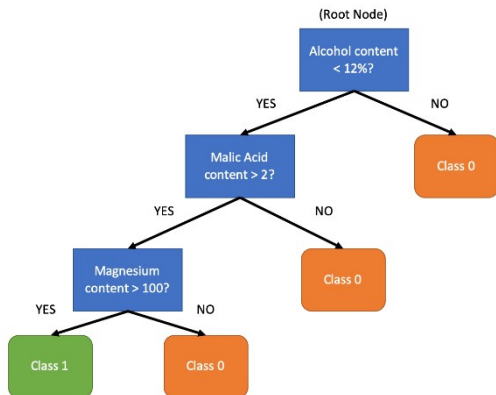 (Root Node)
Alcohol content
< 12%?
YES
NO
Malic Acid
content > 2?
Class 0
YES
NO
Magnesium
content > 100?
Class 0
YES
NO
Class 1
Class 0